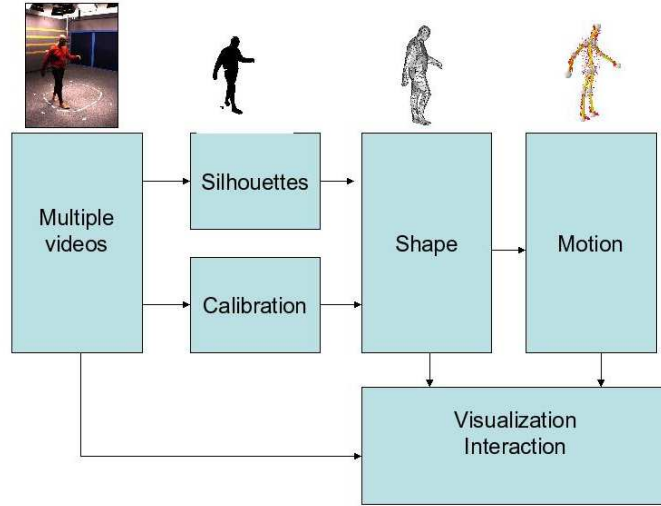 Multiple
videos
Silhouettes
Calibration
Shape
Motion
Visualization
Interaction